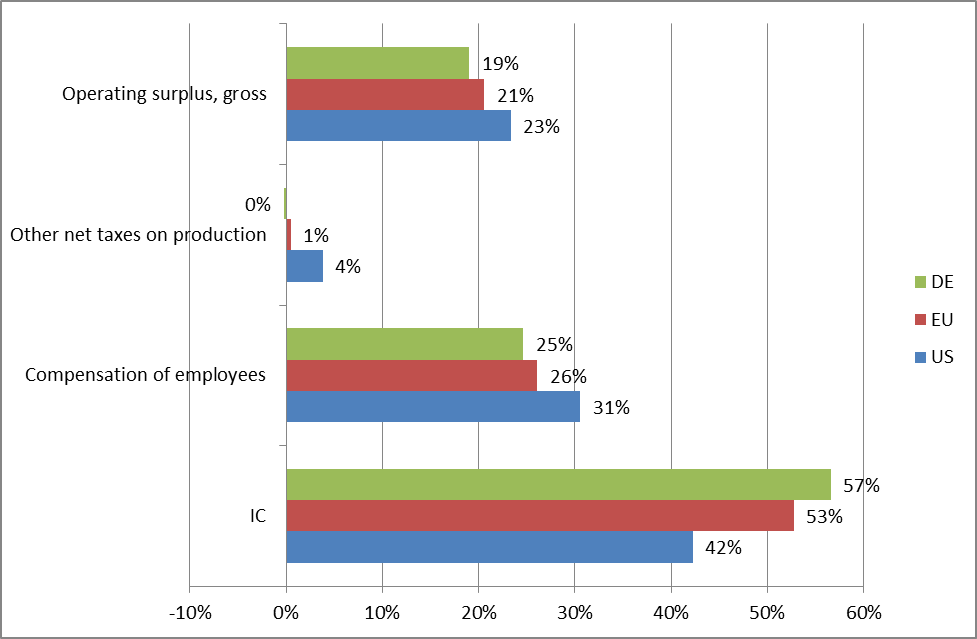 Operating surplus, gross
19%
21%
23%
Other net taxes on production
0%
1%
4%
Compensation of employees
25%
26%
31%
IC
57%
53%
42%
DE
EU
US
-10% 0% 10% 20% 30% 40% 50% 60%